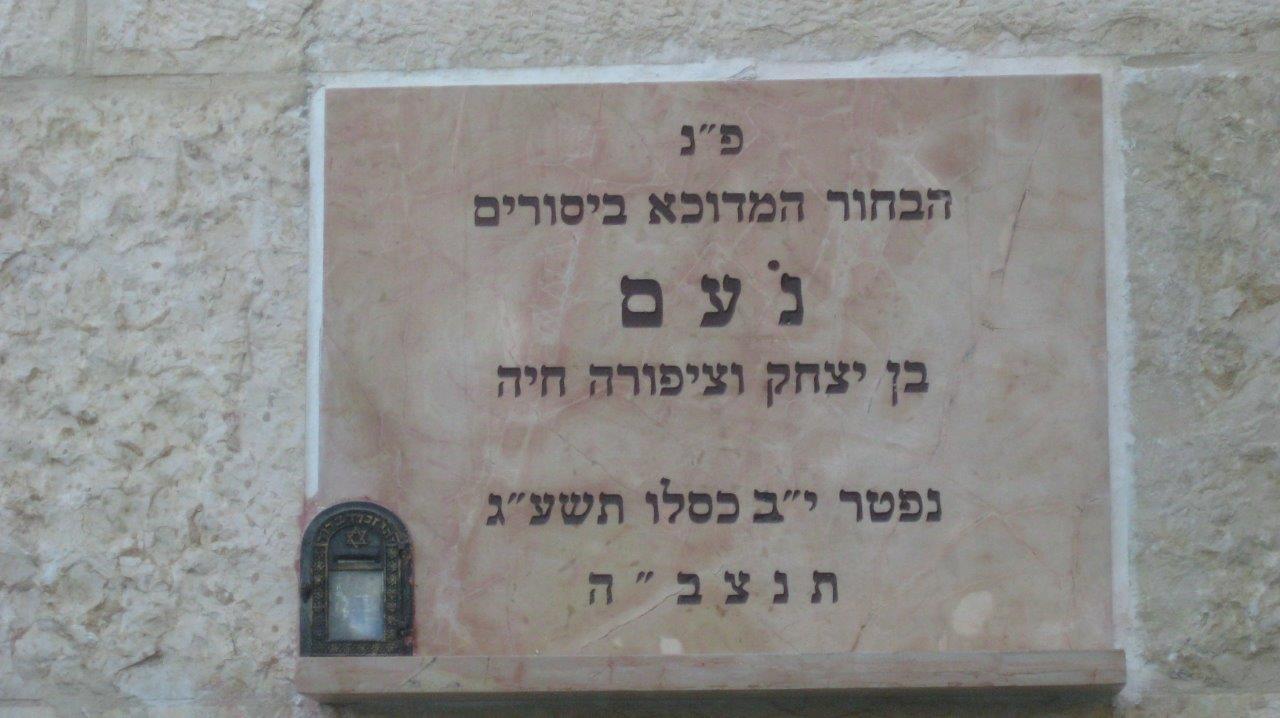 פ״נ
הבחור המדוכא ביסורים
נֹעם
בן יצחק וציפורה חיה
נפטר י״ב כסלו תשע״ג
ת נ צ ב ״ ה